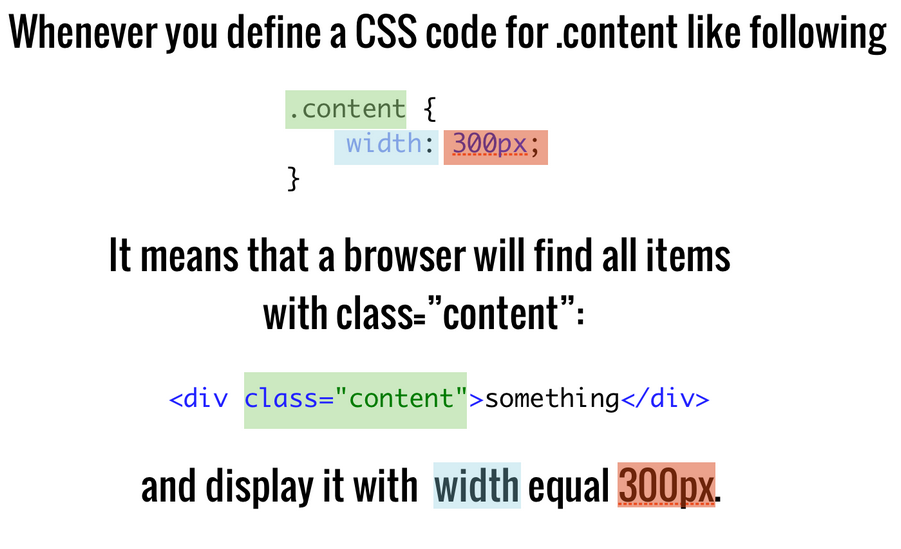 Whenever you define a CSS code for .content like following
.content {
width: 300px;
}
It means that a browser will find all items
with class=”content”:
<div class="content">something</div>
and display it with width equal 300px.